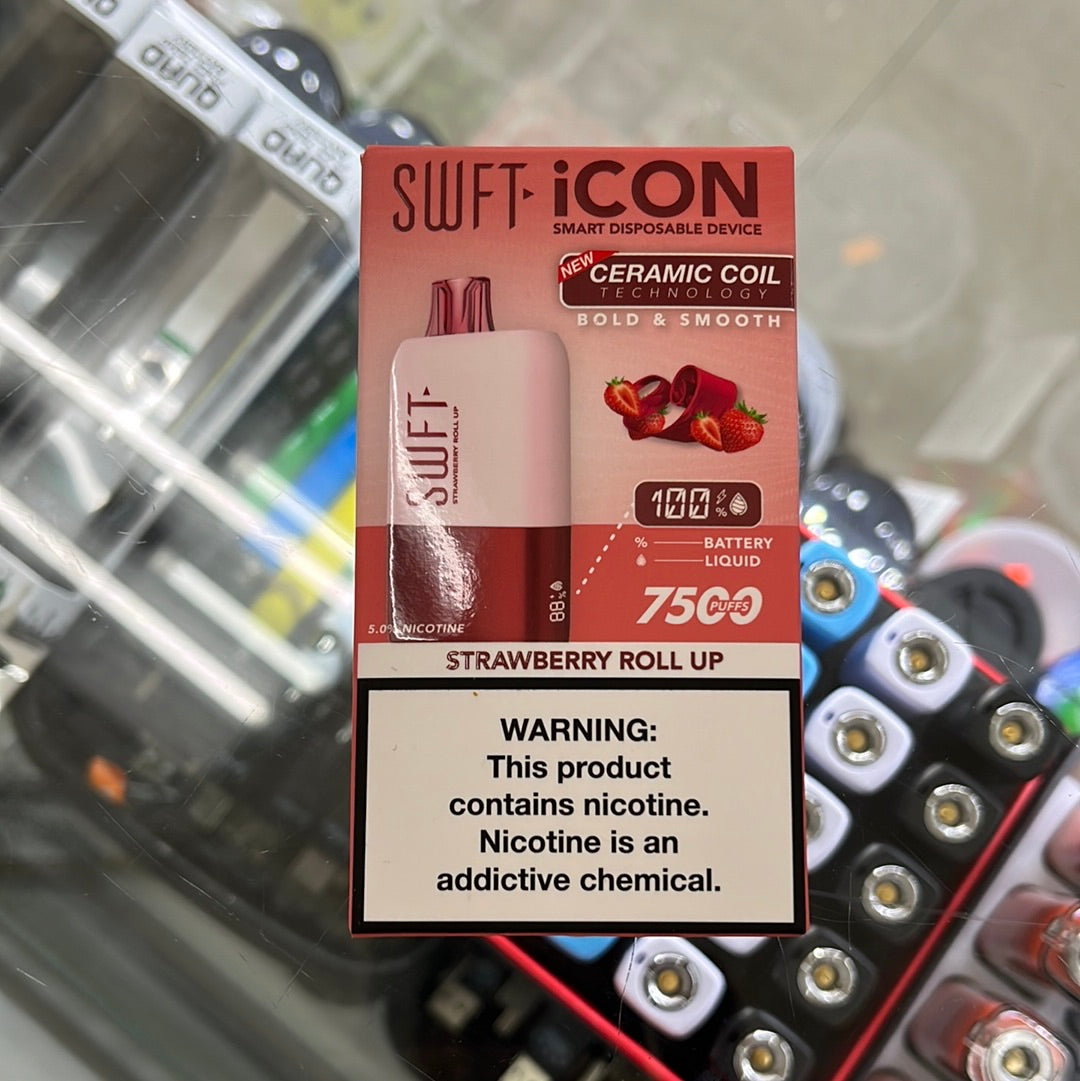 QUAD
QUAD
SWFT iCON
SMART DISPOSABLE DEVICE
NEW
CERAMIC COIL
TECHNOLOGY
BOLD & SMOOTH
SWFT
STRAWBERRY ROLL UP
100 %
% BATTERY
LIQUID
7500 PUFFS
88 %
5.0% NICOTINE
STRAWBERRY ROLL UP
WARNING:
This product
contains nicotine.
Nicotine is an
addictive chemical.